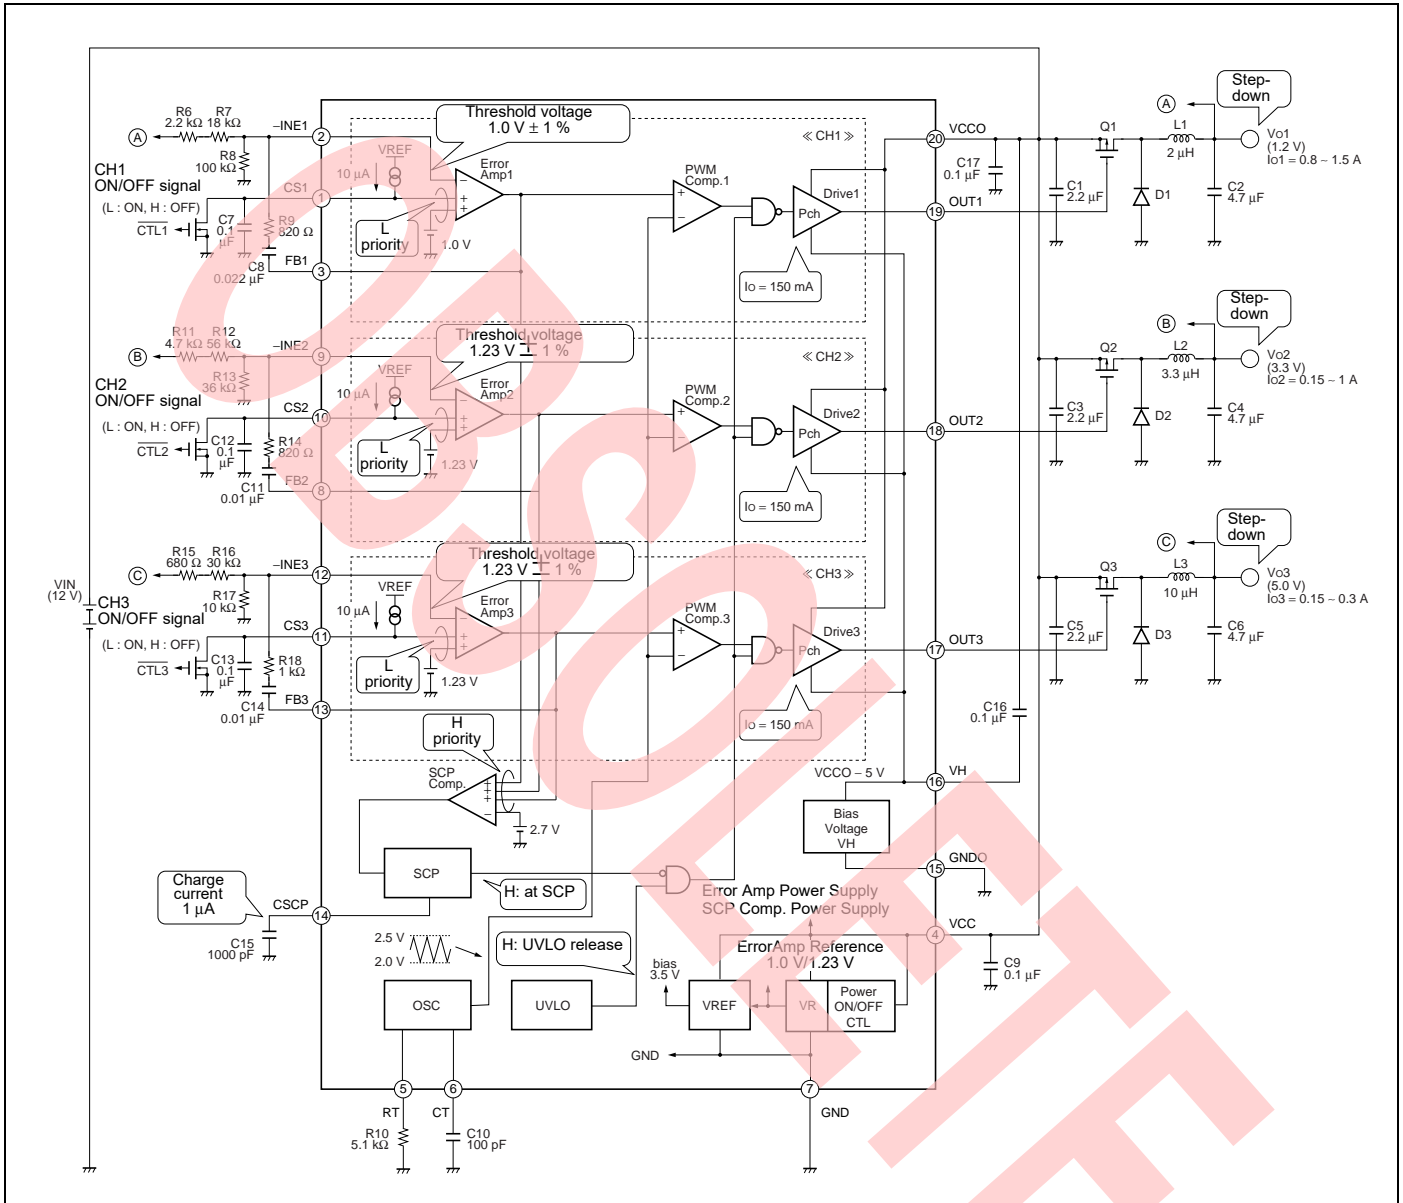 Step-
down
A
R6
2.2 kΩ
R7
18 kΩ
A
−INE1
2
R8
100 kΩ
Threshold voltage
1.0 V ± 1 %
≪ CH1 ≫
20
VCCO
Q1
L1
2 μH
Vo1
(1.2 V)
Io1 = 0.8 ~ 1.5 A
CH1
ON/OFF signal
(L : ON, H : OFF)
CTL1
CS1
1
C7
0.1
μF
R9
820 Ω
C8
0.022 μF
FB1
3
VREF
10 μA
Error
Amp1
−
+
+
L
priority
1.0 V
PWM
Comp.1
+
−
Drive1
Pch
Io = 150 mA
C17
0.1 μF
19
OUT1
C1
2.2 μF
D1
C2
4.7 μF
Step-
down
B
R11
4.7 kΩ
R12
56 kΩ
B
−INE2
9
R13
36 kΩ
Threshold voltage
1.23 V ± 1 %
≪ CH2 ≫
Q2
L2
3.3 μH
Vo2
(3.3 V)
Io2 = 0.15 ~ 1 A
CH2
ON/OFF signal
(L : ON, H : OFF)
CTL2
CS2
10
C12
0.1
μF
R14
820 Ω
C11
0.01 μF
FB2
8
VREF
10 μA
Error
Amp2
−
+
+
L
priority
1.23 V
PWM
Comp.2
+
−
Drive2
Pch
Io = 150 mA
18
OUT2
C3
2.2 μF
D2
C4
4.7 μF
Step-
down
C
R15
680 Ω
R16
30 kΩ
C
−INE3
12
R17
10 kΩ
Threshold voltage
1.23 V ± 1 %
≪ CH3 ≫
Q3
L3
10 μH
Vo3
(5.0 V)
Io3 = 0.15 ~ 0.3 A
VIN
(12 V)
CH3
ON/OFF signal
(L : ON, H : OFF)
CTL3
CS3
11
C13
0.1
μF
R18
1 kΩ
C14
0.01 μF
FB3
13
VREF
10 μA
Error
Amp3
−
+
+
L
priority
1.23 V
PWM
Comp.3
+
−
Drive3
Pch
Io = 150 mA
17
OUT3
C5
2.2 μF
D3
C6
4.7 μF
C16
0.1 μF
H
priority
SCP
Comp.
+
+
+
−
2.7 V
VCCO − 5 V
16
VH
Bias
Voltage
VH
15
GNDO
SCP
H: at SCP
Charge
current
1 μA
CSCP
14
C15
1000 pF
Error Amp Power Supply
SCP Comp. Power Supply
4
VCC
C9
0.1 μF
2.5 V
2.0 V
H: UVLO release
ErrorAmp Reference
1.0 V/1.23 V
bias
3.5 V
OSC
UVLO
VREF
VR
Power
ON/OFF
CTL
GND
5
6
7
RT
CT
GND
R10
5.1 kΩ
C10
100 pF
OBSOLETE